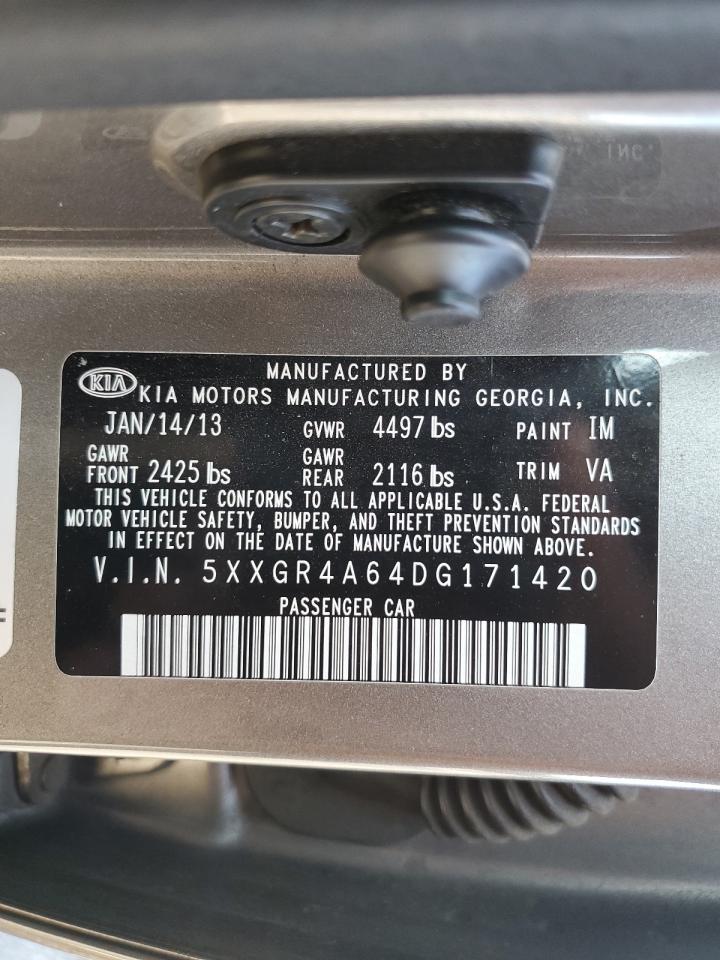 INC
MANUFACTURED BY
KIA KIA MOTORS MANUFACTURING GEORGIA, INC.
JAN/14/13 GVWR 4497 lbs PAINT IM
GAWR FRONT 2425 lbs GAWR REAR 2116 lbs TRIM VA
THIS VEHICLE CONFORMS TO ALL APPLICABLE U.S.A. FEDERAL
MOTOR VEHICLE SAFETY, BUMPER, AND THEFT PREVENTION STANDARDS
IN EFFECT ON THE DATE OF MANUFACTURE SHOWN ABOVE.
V.I.N. 5XXGR4A64DG171420
PASSENGER CAR